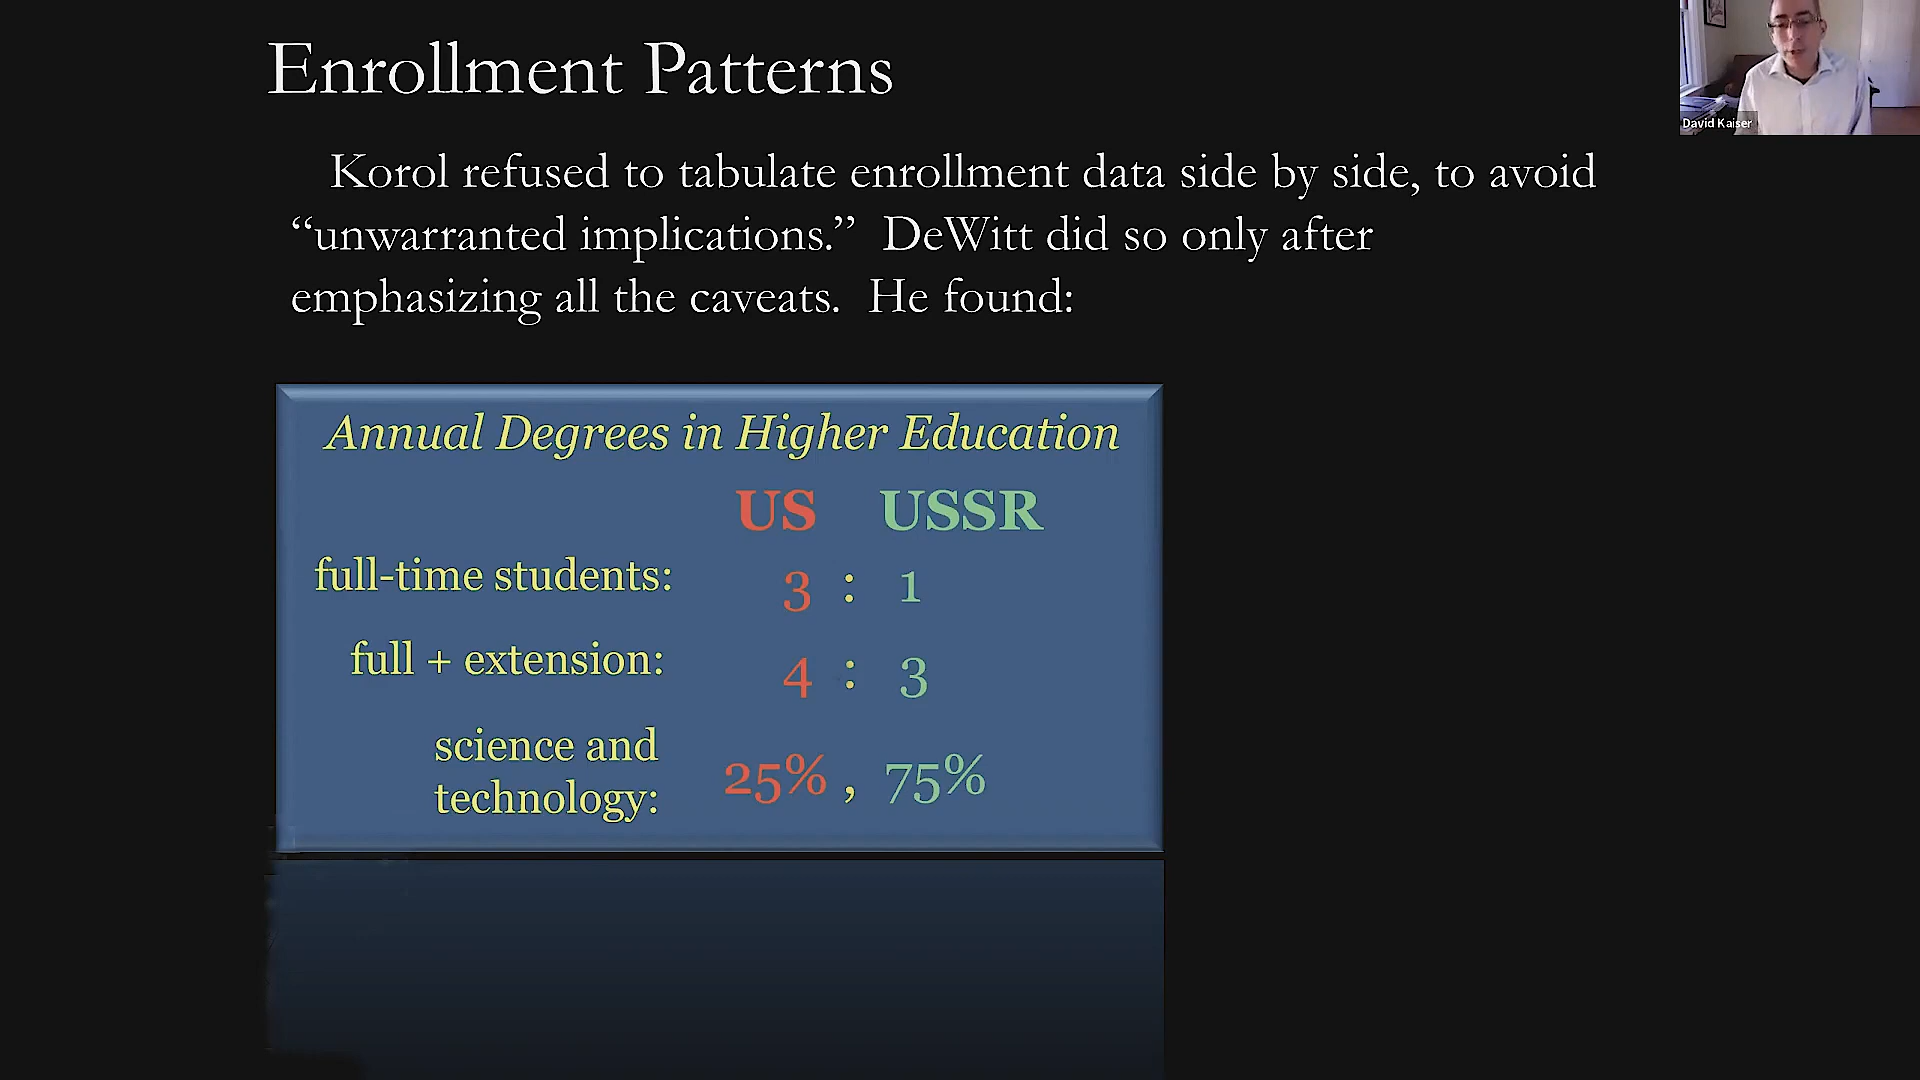 Enrollment Patterns
David Kaiser
Korol refused to tabulate enrollment data side by side, to avoid
“unwarranted implications.” DeWitt did so only after
emphasizing all the caveats. He found:
Annual Degrees in Higher Education
US USSR
full-time students: 3 : 1
full + extension: 4 : 3
science and
technology: 25% , 75%